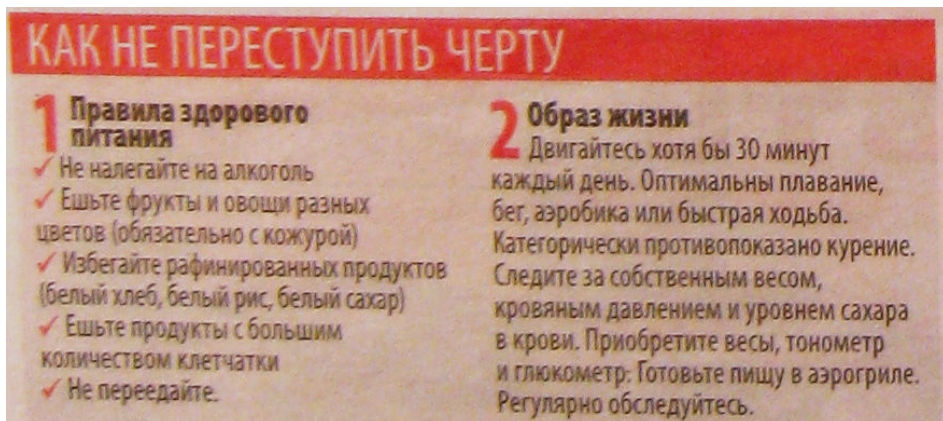 КАК НЕ ПЕРЕСТУПИТЬ ЧЕРТУ
1 Правила здорового
питания
✓ Не налегайте на алкоголь
✓ Ешьте фрукты и овощи разных
цветов (обязательно с кожурой)
✓ Избегайте рафинированных продуктов
(белый хлеб, белый рис, белый сахар)
✓ Ешьте продукты с большим
количеством клетчатки
✓ Не переедайте.
2 Образ жизни
Двигайтесь хотя бы 30 минут
каждый день. Оптимальны плавание,
бег, аэробика или быстрая ходьба.
Категорически противопоказано курение.
Следите за собственным весом,
кровяным давлением и уровнем сахара
в крови. Приобретите весы, тонометр
и глюкометр. Готовьте пищу в аэрогриле.
Регулярно обследуйтесь.